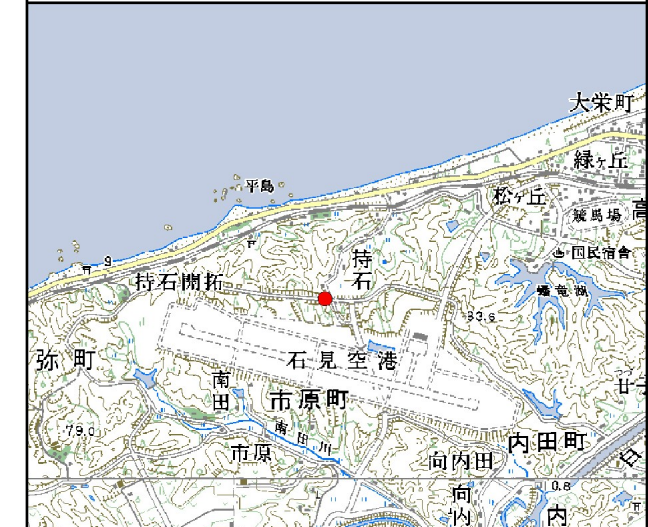 大栄町
緑ヶ丘
平島
松ヶ丘
高
競馬場
国民宿舎
持石
9
持石開拓
蟠竜湖
93.6
石見空港
弥町
南田
市原町
79.0
南田川
内田町
市原
向内田
0.8
向内
内